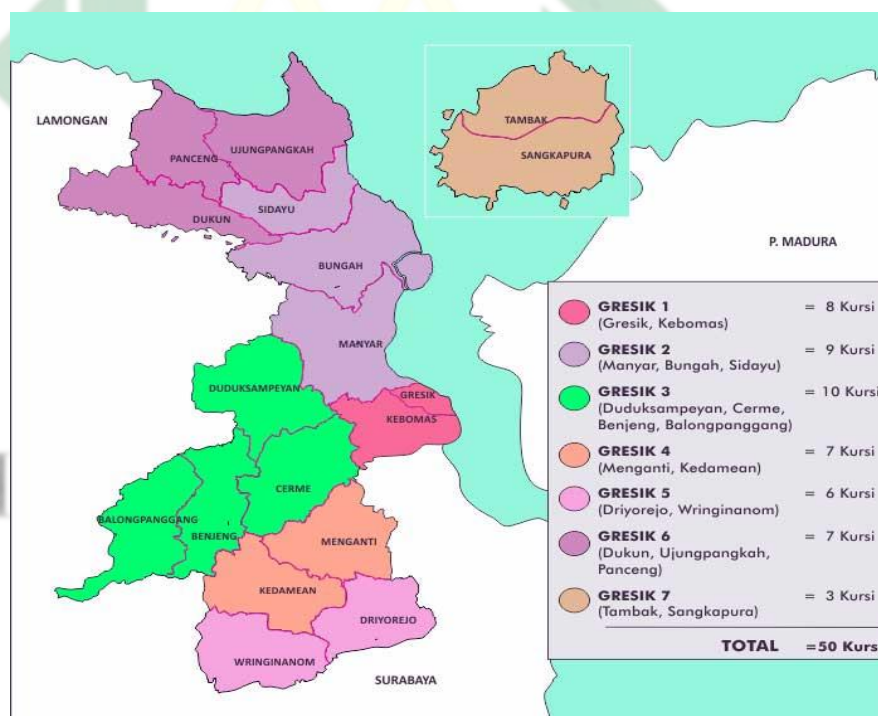 LAMONGAN
PANCENG
UJUNGPANGKAH
SIDAYU
DUKUN
BUNGAH
MANYAR
TAMBAK
SANGKAPURA
P. MADURA
DUDUKSAMPEYAN
GRESIK
KEBOMAS
CERME
BALONGPANGGANG
BENJENG
MENGANTI
KEDAMEAN
DRIYOREJO
WRINGINANOM
SURABAYA
GRESIK 1 = 8 Kursi
(Gresik, Kebomas)
GRESIK 2 = 9 Kursi
(Manyar, Bungah, Sidayu)
GRESIK 3 = 10 Kursi
(Duduksampeyan, Cerme,
Benjeng, Balongpanggang)
GRESIK 4 = 7 Kursi
(Menganti, Kedamean)
GRESIK 5 = 6 Kursi
(Driyorejo, Wringinanom)
GRESIK 6 = 7 Kursi
(Dukun, Ujungpangkah,
Panceng)
GRESIK 7 = 3 Kursi
(Tambak, Sangkapura)
TOTAL =50 Kurs